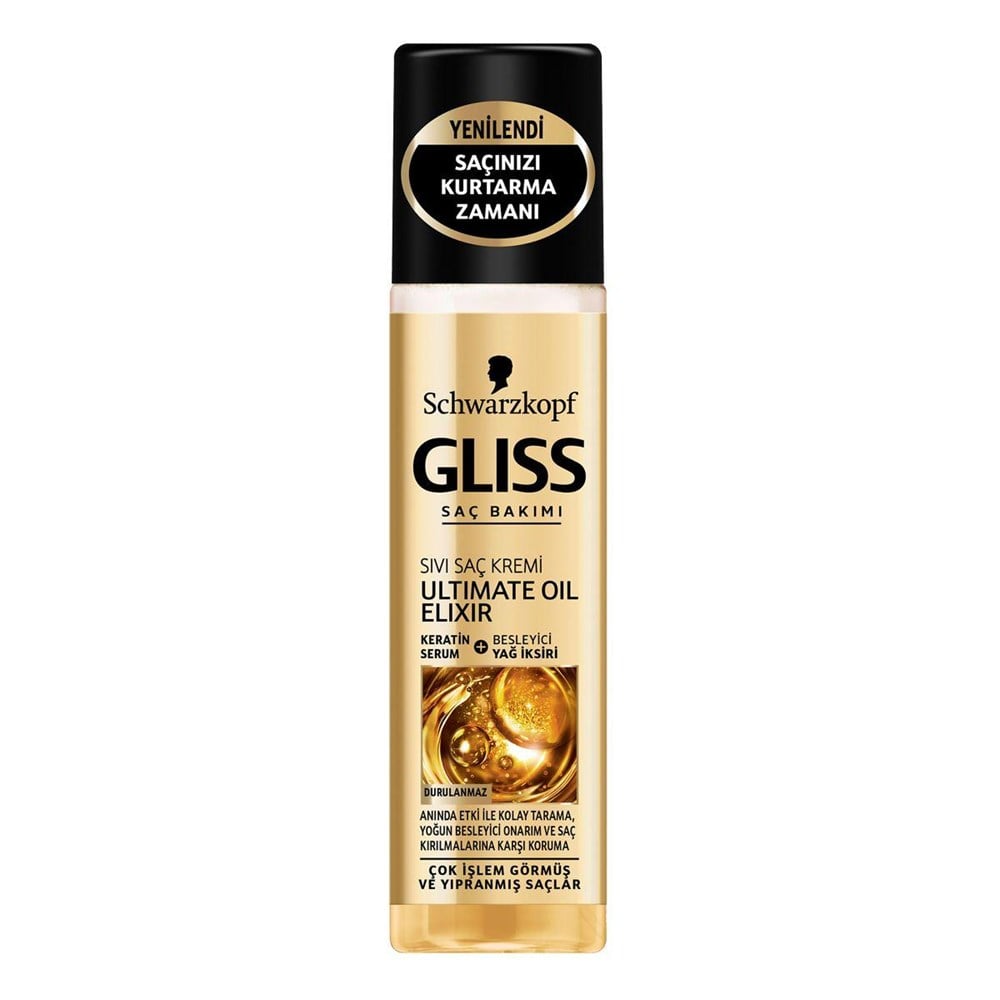 YENİLENDİ
SAÇINIZI
KURTARMA
ZAMANI
Schwarzkopf
GLISS
SAÇ BAKIMI
SIVI SAÇ KREMİ
ULTIMATE OIL
ELIXIR
KERATİN SERUM + BESLEYİCİ YAĞ İKSİRİ
DURULANMAZ
ANINDA ETKİ İLE KOLAY TARAMA,
YOĞUN BESLEYİCİ ONARIM VE SAÇ
KIRILMALARINA KARŞI KORUMA
ÇOK İŞLEM GÖRMÜŞ
VE YIPRANMIŞ SAÇLAR